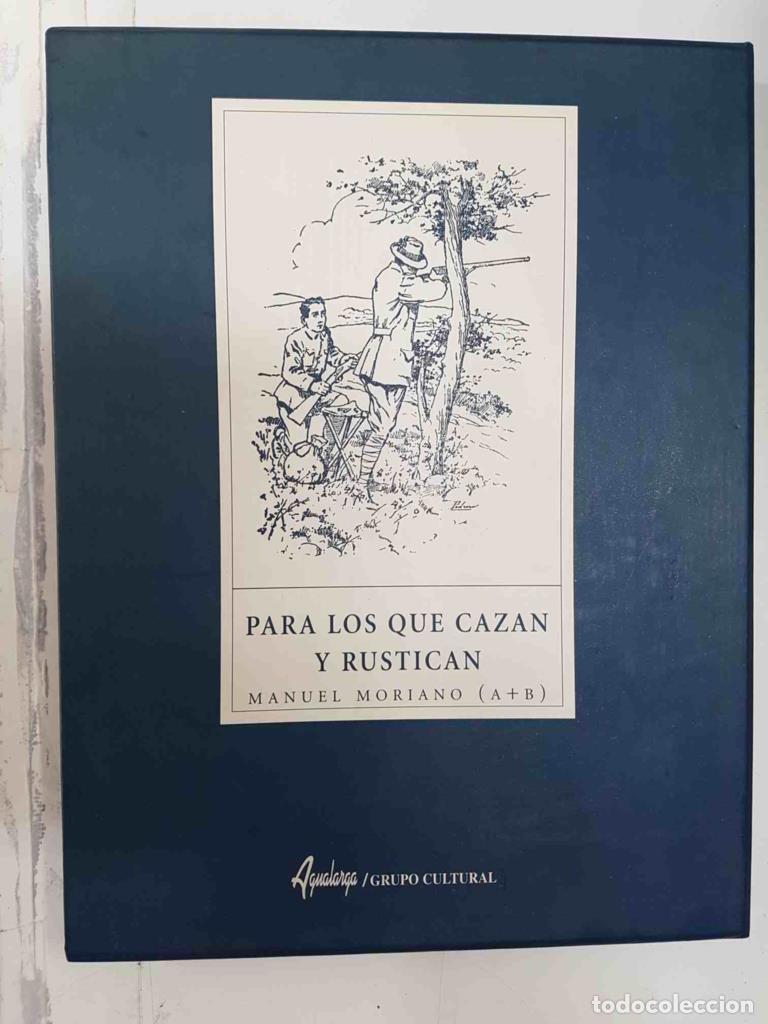 PARA LOS QUE CAZAN
Y RUSTICAN
MANUEL MORIANO (A+B)
Agualarga / GRUPO CULTURAL
todocoleccion